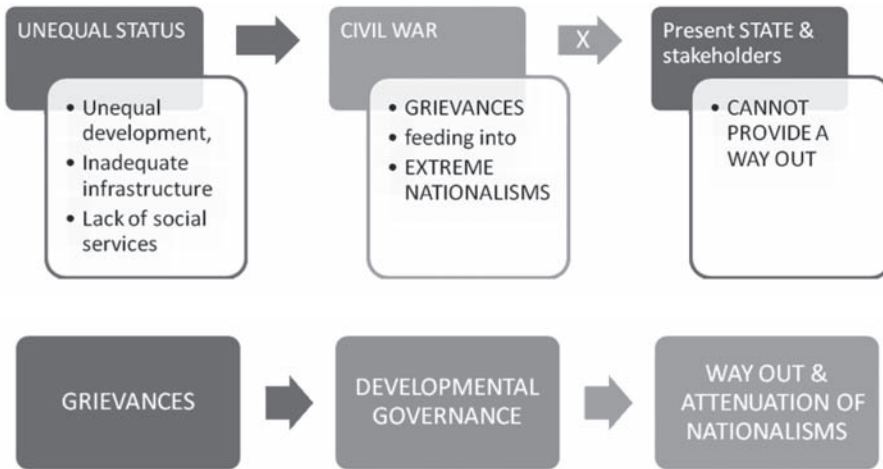 UNEQUAL STATUS
• Unequal
development,
• Inadequate
infrastructure
• Lack of social
services
CIVIL WAR
• GRIEVANCES
• feeding into
• EXTREME
NATIONALISMS
X
Present STATE &
stakeholders
• CANNOT
PROVIDE A
WAY OUT
GRIEVANCES
DEVELOPMENTAL
GOVERNANCE
WAY OUT &
ATTENUATION OF
NATIONALISMS